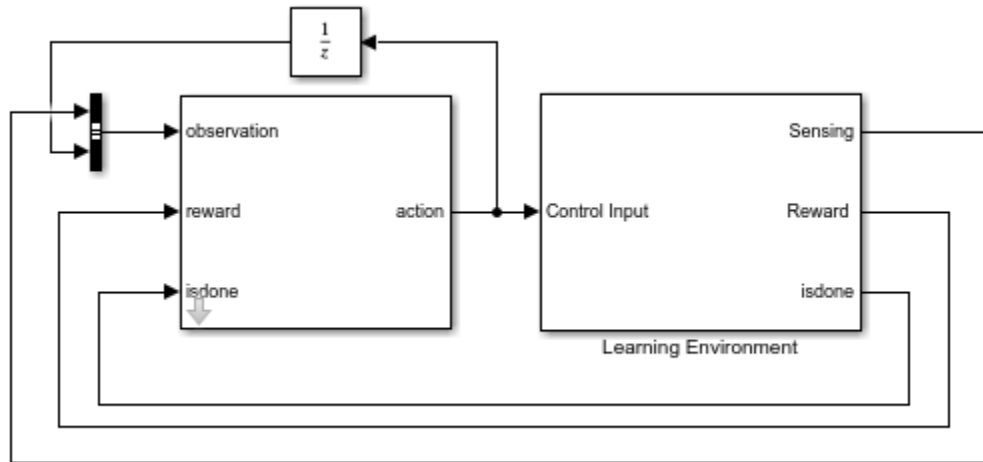 1
z
observation
Sensing
reward
action
Control Input
Reward
isdone
isdone
Learning Environment